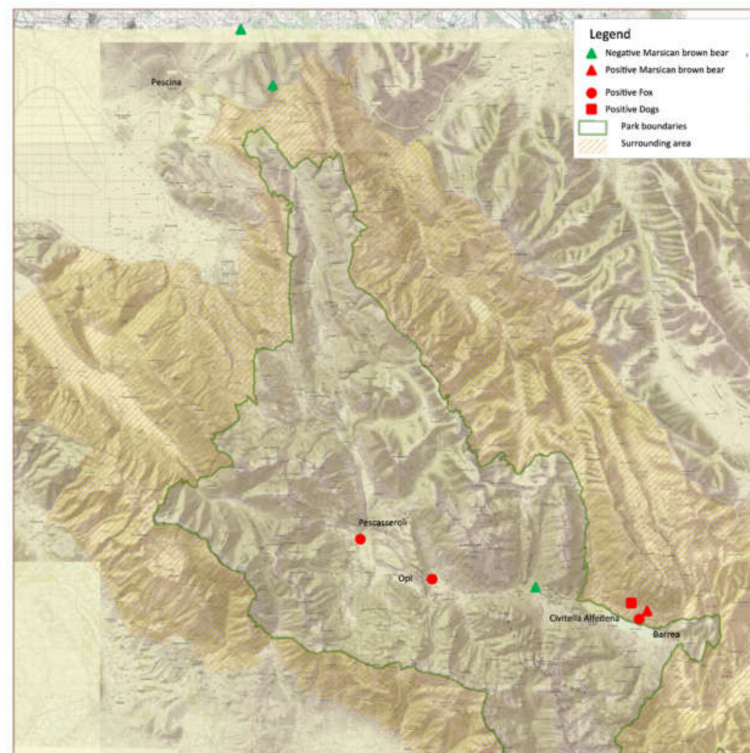 Legend
Negative Marsican brown bear
Positive Marsican brown bear
Positive Fox
Positive Dogs
Park boundaries
Surrounding area
Pescina
Pescasseroli
Opi
Civitella Alfedena
Barrea